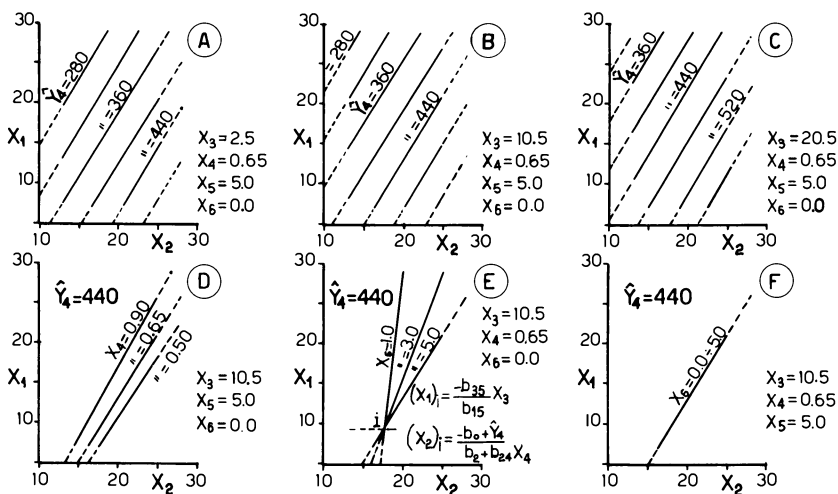 30
20
10
X₁
10 20 30
X₂
A
Ŷ₄=280
"=360
"=440
X₃=2.5
X₄=0.65
X₅=5.0
X₆=0.0
30
20
10
X₁
10 20 30
X₂
B
=280
Ŷ₄=360
"=440
X₃=10.5
X₄=0.65
X₅=5.0
X₆=0.0
30
20
10
X₁
10 20 30
X₂
C
Ŷ₄=360
"=440
"=520
X₃=20.5
X₄=0.65
X₅=5.0
X₆=0.0
30
20
10
X₁
10 20 30
X₂
D
Ŷ₄=440
X₄=0.90
"=0.65
"=0.50
X₃=10.5
X₅=5.0
X₆=0.0
30
20
10
X₁
10 20 30
X₂
E
Ŷ₄=440
X₅=1.0
"=3.0
"=5.0
X₃=10.5
X₄=0.65
X₆=0.0
i
(X₁)ᵢ = -b₃₅/b₁₅ X₃
(X₂)ᵢ = -b₀+Ŷ₄/b₂+b₂₄X₄
30
20
10
X₁
10 20 30
X₂
F
Ŷ₄=440
X₆=0.0÷5.0
X₃=10.5
X₄=0.65
X₅=5.0